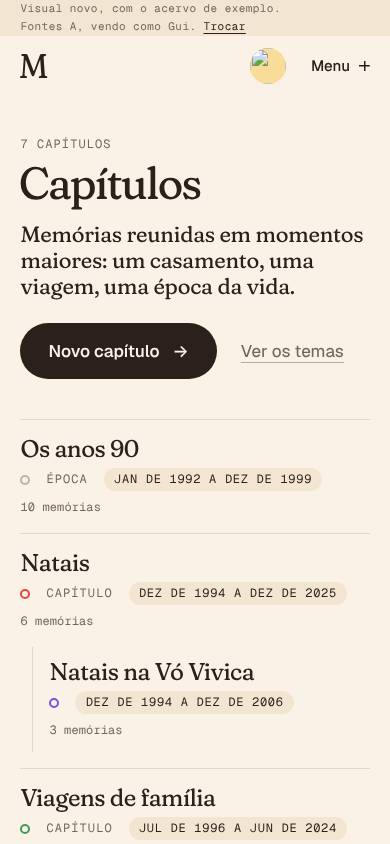 Visual novo, com o acervo de exemplo.
Fontes A, vendo como Gui. Trocar
M
Menu +
7 CAPÍTULOS
Capítulos
Memórias reunidas em momentos
maiores: um casamento, uma
viagem, uma época da vida.
Novo capítulo →
Ver os temas
Os anos 90
ÉPOCA JAN DE 1992 A DEZ DE 1999
10 memórias
Natais
CAPÍTULO DEZ DE 1994 A DEZ DE 2025
6 memórias
Natais na Vó Vivica
DEZ DE 1994 A DEZ DE 2006
3 memórias
Viagens de família
CAPÍTULO JUL DE 1996 A JUN DE 2024